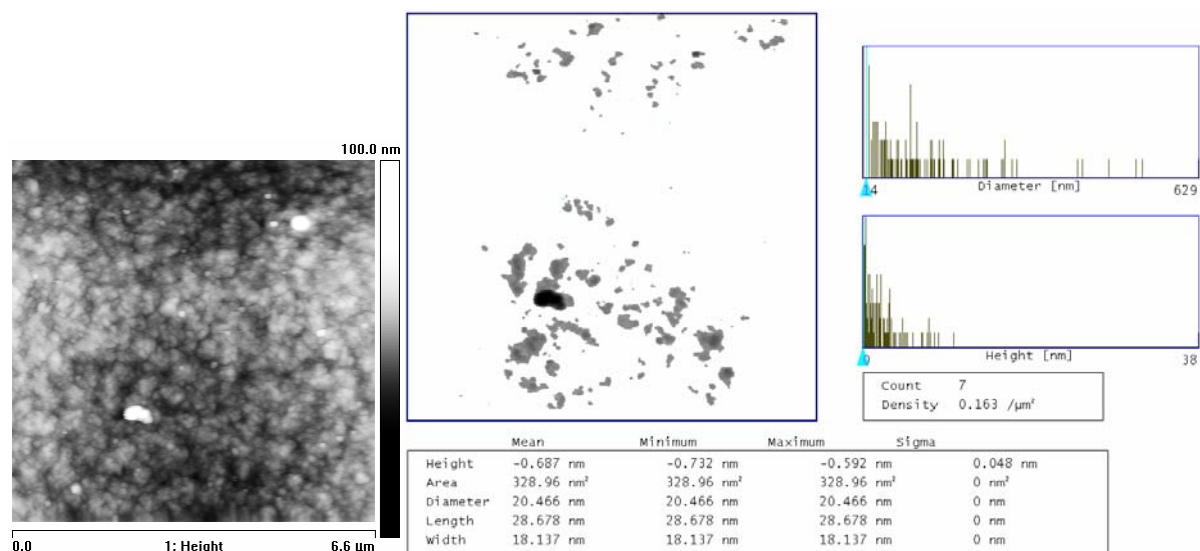 100.0 nm
0.0 1: Height 6.6 µm
14 Diameter [nm] 629
0 Height [nm] 38
Count 7
Density 0.163 /µm²
Mean Minimum Maximum Sigma
Height -0.687 nm -0.732 nm -0.592 nm 0.048 nm
Area 328.96 nm² 328.96 nm² 328.96 nm² 0 nm²
Diameter 20.466 nm 20.466 nm 20.466 nm 0 nm
Length 28.678 nm 28.678 nm 28.678 nm 0 nm
Width 18.137 nm 18.137 nm 18.137 nm 0 nm